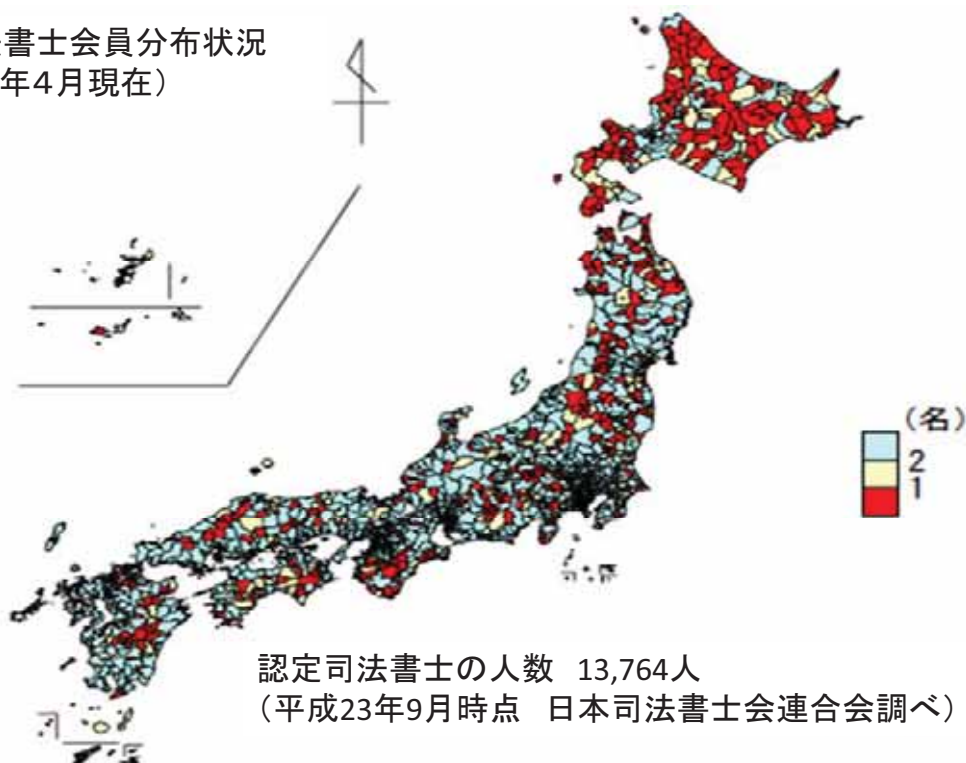 書士会員分布状況
年4月現在）
（名）
2
1
認定司法書士の人数 13,764人
（平成23年9月時点 日本司法書士会連合会調べ）